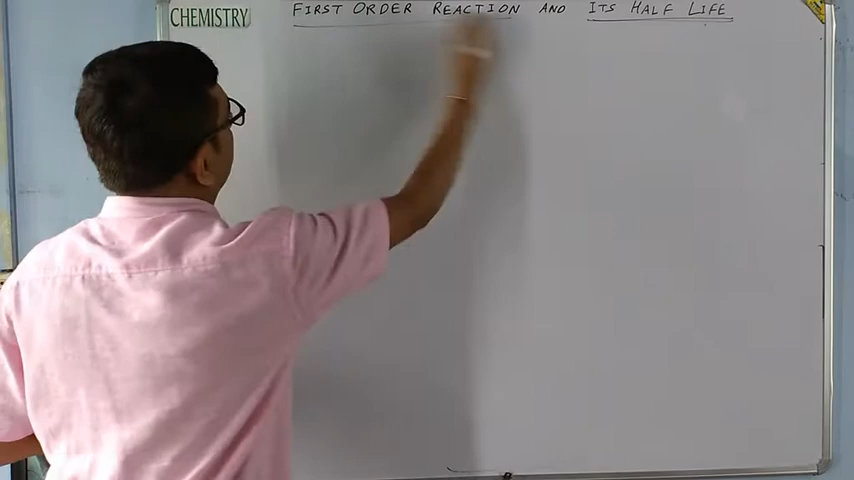 CHEMISTRY
FIRST ORDER REACTION AND ITS HALF LIFE